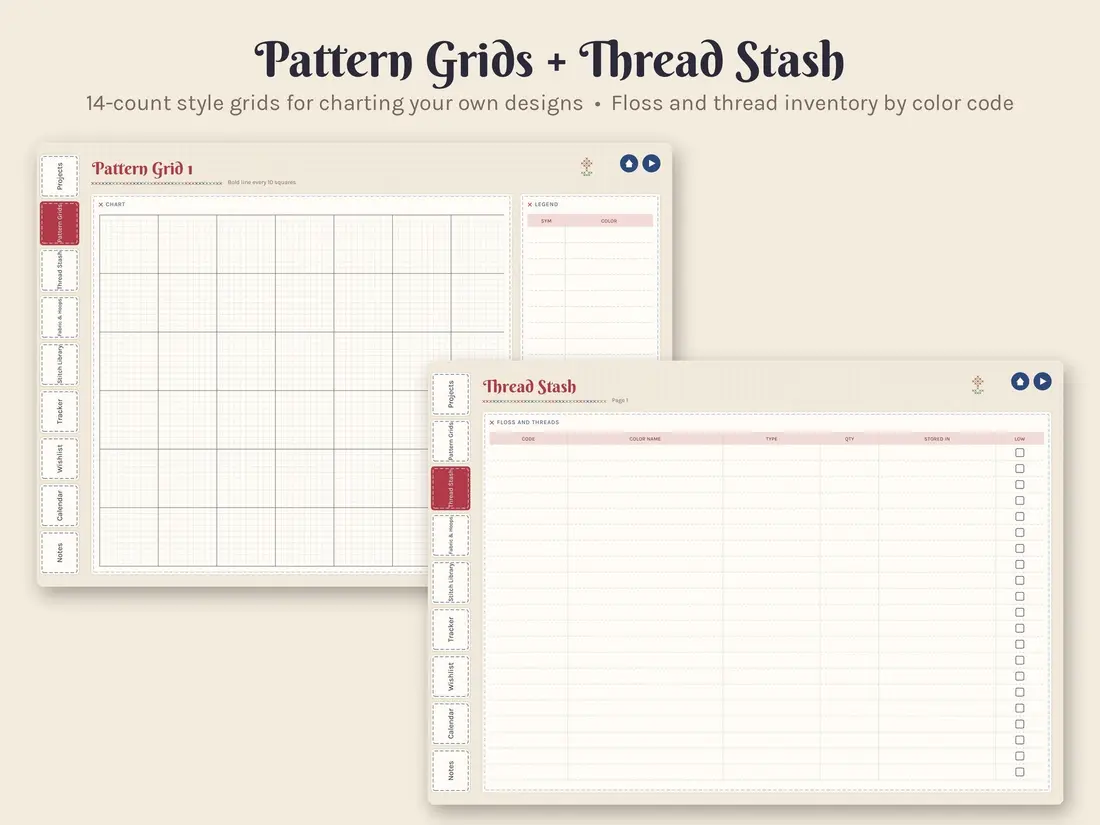 Pattern Grids + Thread Stash
14-count style grids for charting your own designs • Floss and thread inventory by color code
Projects
Pattern Grids
Thread Stash
Fabric & Hoops
Stitch Library
Tracker
Wishlist
Calendar
Notes
Pattern Grid 1
Bold line every 10 squares
CHART
LEGEND
SYM COLOR
Projects
Pattern Grids
Thread Stash
Fabric & Hoops
Stitch Library
Tracker
Wishlist
Calendar
Notes
Thread Stash
Page 1
FLOSS AND THREADS
CODE COLOR NAME TYPE QTY STORED IN LOW